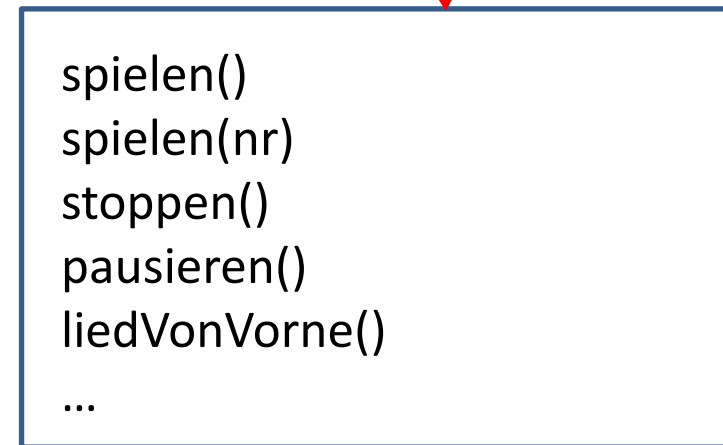 spielen()
spielen(nr)
stoppen()
pausieren()
liedVonVorne()
…